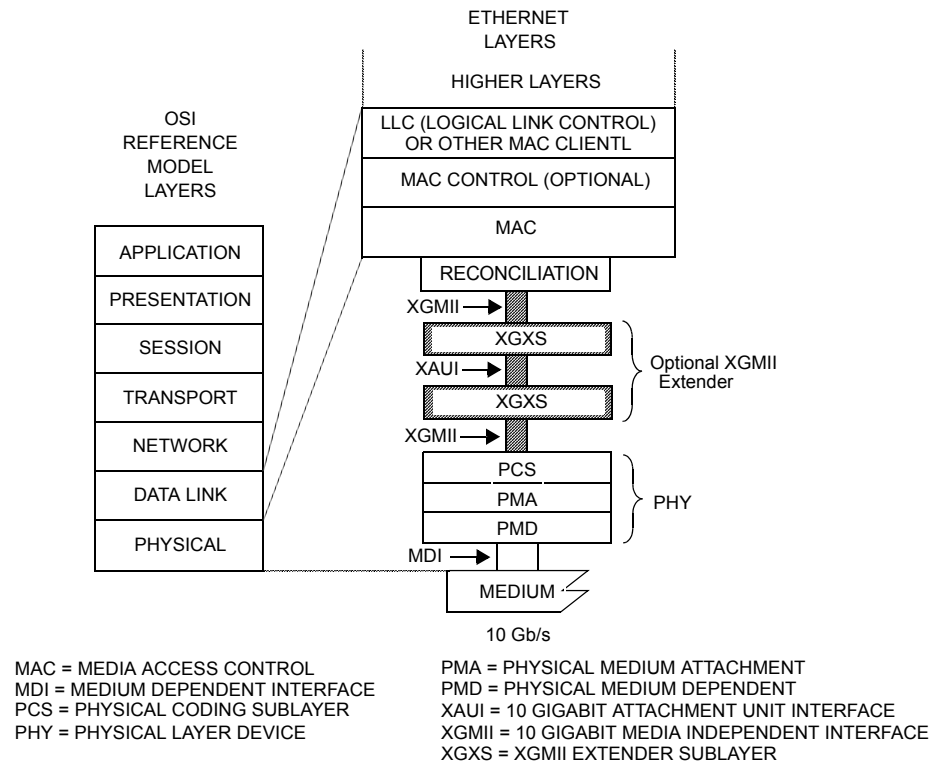 ETHERNET
LAYERS
HIGHER LAYERS
OSI
REFERENCE
MODEL
LAYERS
LLC (LOGICAL LINK CONTROL)
OR OTHER MAC CLIENTL
MAC CONTROL (OPTIONAL)
MAC
RECONCILIATION
APPLICATION
PRESENTATION
SESSION
TRANSPORT
NETWORK
DATA LINK
PHYSICAL
XGMII
XGXS
XAUI
XGXS
Optional XGMII
Extender
XGMII
PCS
PMA
PMD
PHY
MDI
MEDIUM
10 Gb/s
MAC = MEDIA ACCESS CONTROL
MDI = MEDIUM DEPENDENT INTERFACE
PCS = PHYSICAL CODING SUBLAYER
PHY = PHYSICAL LAYER DEVICE
PMA = PHYSICAL MEDIUM ATTACHMENT
PMD = PHYSICAL MEDIUM DEPENDENT
XAUI = 10 GIGABIT ATTACHMENT UNIT INTERFACE
XGMII = 10 GIGABIT MEDIA INDEPENDENT INTERFACE
XGXS = XGMII EXTENDER SUBLAYER